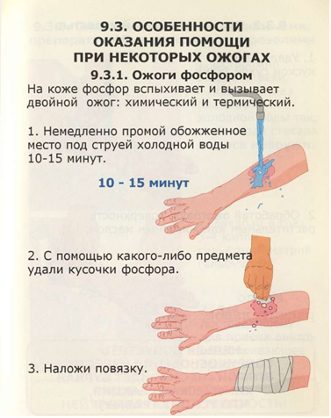 9.3. ОСОБЕННОСТИ
ОКАЗАНИЯ ПОМОЩИ
ПРИ НЕКОТОРЫХ ОЖОГАХ
9.3.1. Ожоги фосфором
На коже фосфор вспыхивает и вызывает
двойной ожог: химический и термический.
1. Немедленно промой обожженное
место под струей холодной воды
10-15 минут.
10 - 15 минут
2. С помощью какого-либо предмета
удали кусочки фосфора.
3. Наложи повязку.